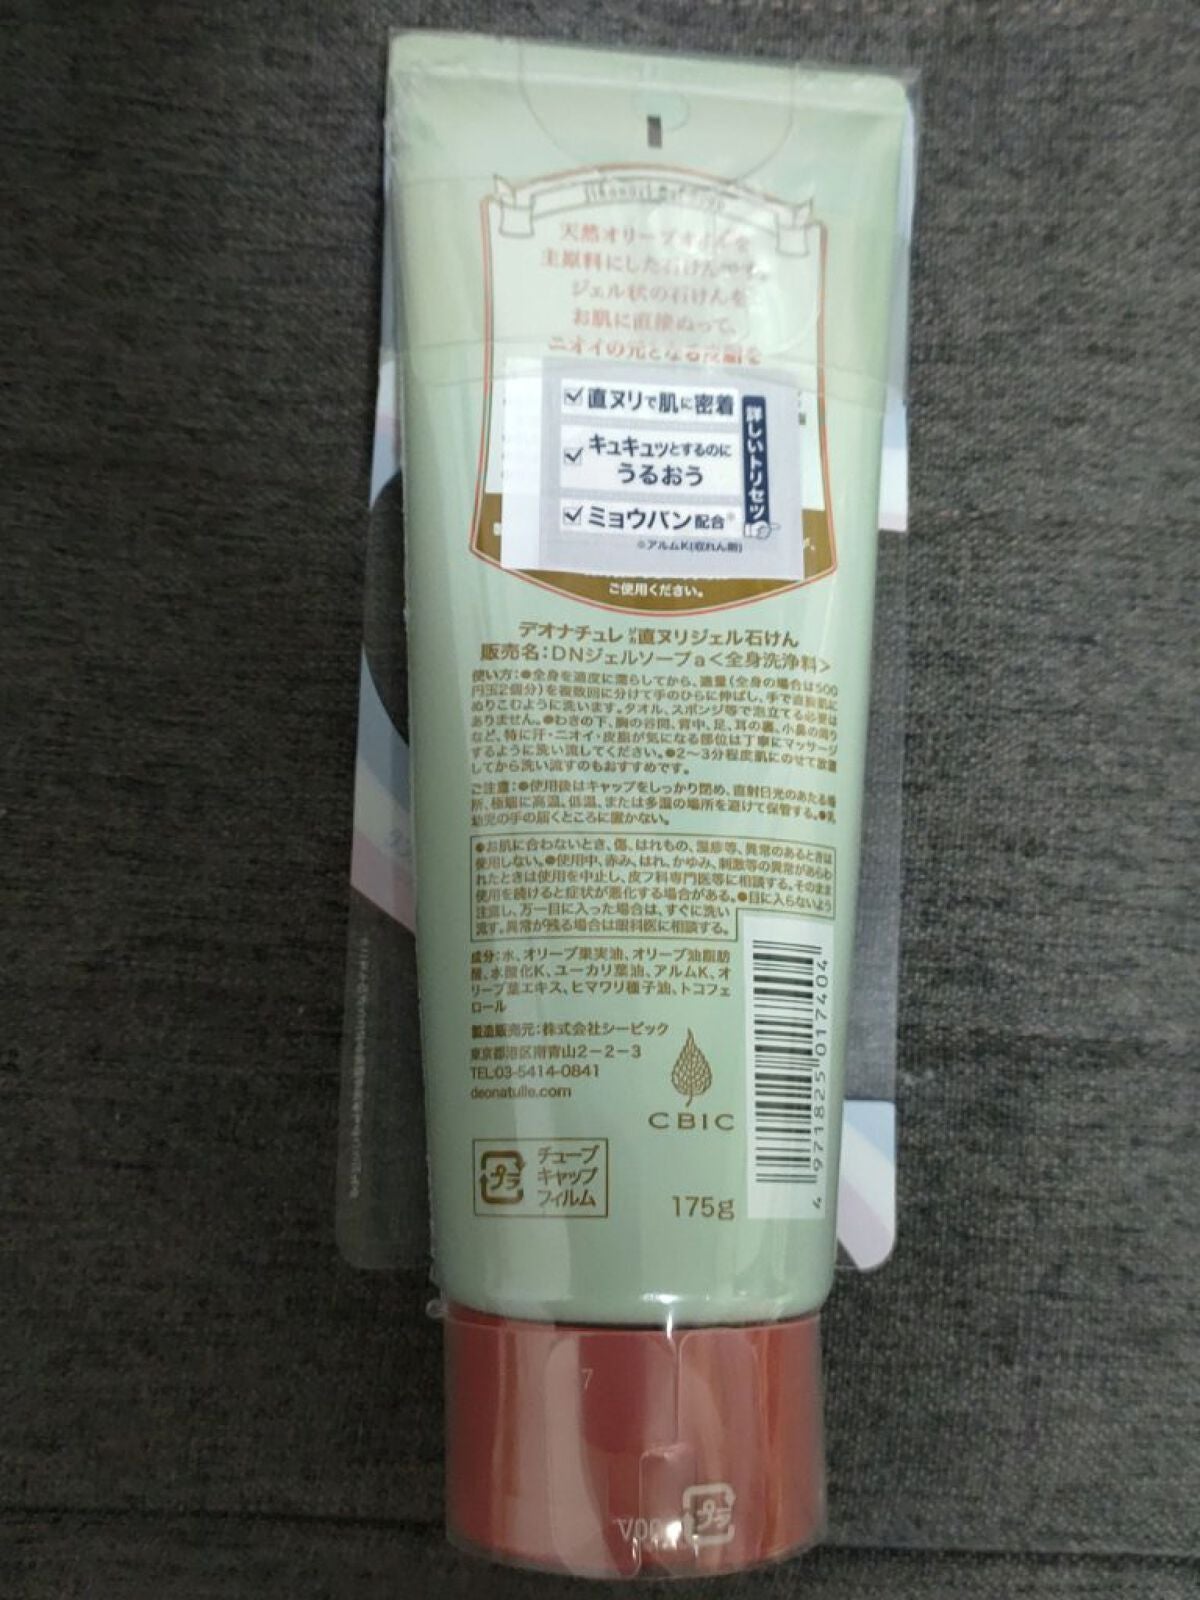 天然オリーブオイルを
主原料にした石けんです。
ジェル状の石けんを
お肌に直接ぬって、
ニオイの元となる皮脂を
直ヌリで肌に密着
キュキュッとするのに
うるおう
ミョウバン配合※
※アルムK(収れん剤)
詳しいトリセツ
ご使用ください。
デオナチュレ 直ヌリジェル石けん
販売名:DNジェルソープa<全身洗浄料>
使い方:●全身を適度に濡らしてから、適量(全身の場合は500
円玉2個分)を複数回に分けて手のひらに伸ばし、手で直接肌に
ぬりこむように洗います。タオル、スポンジ等で泡立てる必要は
ありません。●わきの下、胸の谷間、背中、足、耳の裏、小鼻の周り
など、特に汗・ニオイ・皮脂が気になる部位は丁寧にマッサージ
するように洗い流してください。●2〜3分程度肌にのせて放置
してから洗い流すのもおすすめです。
ご注意:●使用後はキャップをしっかり閉め、直射日光のあたる場
所、極端に高温、低温、または多湿の場所を避けて保管する。●乳
幼児の手の届くところに置かない。
●お肌に合わないとき、傷、はれもの、湿疹等、異常のあるときは
使用しない。●使用中、赤み、はれ、かゆみ、刺激等の異常があらわ
れたときは使用を中止し、皮フ科専門医等に相談する。そのまま
使用を続けると症状が悪化する場合がある。●目に入らないよう
注意し、万一目に入った場合は、すぐに洗い
流す。異常が残る場合は眼科医に相談する。
成分:水、オリーブ果実油、オリーブ油脂肪
酸、水酸化K、ユーカリ葉油、アルムK、オ
リーブ葉エキス、ヒマワリ種子油、トコフェ
ロール
製造販売元:株式会社シービック
東京都港区南青山2-2-3
TEL.03-5414-0841
deonatulle.com
CBIC
プラ
チューブ
キャップ
フィルム
175g
4971825017404
7
プラ